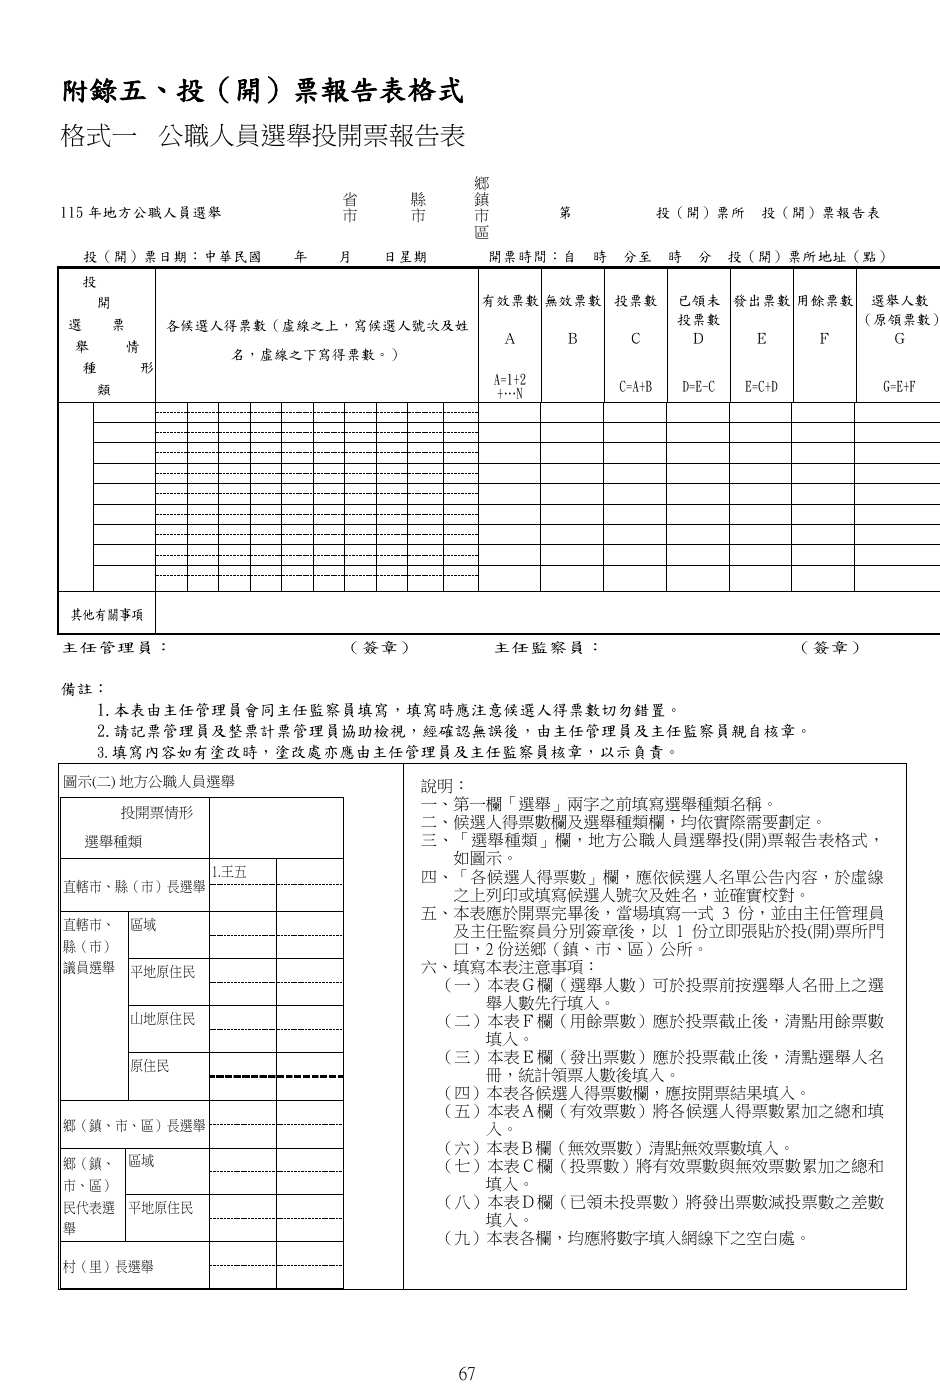 附錄五、投（開）票報告表格式
格式一 公職人員選舉投開票報告表
115 年地方公職人員選舉 省市 縣市 鄉鎮市區 第 投（開）票所 投（開）票報告表
投（開）票日期：中華民國 年 月 日星期 開票時間：自 時 分至 時 分 投（開）票所地址（點）
投開票情形
選舉種類
各候選人得票數（虛線之上，寫候選人號次及姓
名，虛線之下寫得票數。）
有效票數
A
A=1+2
+…N
無效票數
B
投票數
C
C=A+B
已領未
投票數
D
D=E-C
發出票數
E
E=C+D
用餘票數
F
選舉人數
（原領票數）
G
G=E+F
其他有關事項
主任管理員： （簽章） 主任監察員： （簽章）
備註：
1.本表由主任管理員會同主任監察員填寫，填寫時應注意候選人得票數切勿錯置。
2.請記票管理員及整票計票管理員協助檢視，經確認無誤後，由主任管理員及主任監察員親自核章。
3.填寫內容如有塗改時，塗改處亦應由主任管理員及主任監察員核章，以示負責。
圖示(二) 地方公職人員選舉
投開票情形
選舉種類
1.王五
直轄市、縣（市）長選舉
直轄市、
縣（市）
議員選舉
區域
平地原住民
山地原住民
原住民
鄉（鎮、市、區）長選舉
鄉（鎮、
市、區）
民代表選
舉
區域
平地原住民
村（里）長選舉
說明：
一、第一欄「選舉」兩字之前填寫選舉種類名稱。
二、候選人得票數欄及選舉種類欄，均依實際需要劃定。
三、「選舉種類」欄，地方公職人員選舉投(開)票報告表格式，
如圖示。
四、「各候選人得票數」欄，應依候選人名單公告內容，於虛線
之上列印或填寫候選人號次及姓名，並確實校對。
五、本表應於開票完畢後，當場填寫一式 3 份，並由主任管理員
及主任監察員分別簽章後，以 1 份立即張貼於投(開)票所門
口，2 份送鄉（鎮、市、區）公所。
六、填寫本表注意事項：
（一）本表Ｇ欄（選舉人數）可於投票前按選舉人名冊上之選
舉人數先行填入。
（二）本表Ｆ欄（用餘票數）應於投票截止後，清點用餘票數
填入。
（三）本表Ｅ欄（發出票數）應於投票截止後，清點選舉人名
冊，統計領票人數後填入。
（四）本表各候選人得票數欄，應按開票結果填入。
（五）本表Ａ欄（有效票數）將各候選人得票數累加之總和填
入。
（六）本表Ｂ欄（無效票數）清點無效票數填入。
（七）本表Ｃ欄（投票數）將有效票數與無效票數累加之總和
填入。
（八）本表Ｄ欄（已領未投票數）將發出票數減投票數之差數
填入。
（九）本表各欄，均應將數字填入網線下之空白處。
67